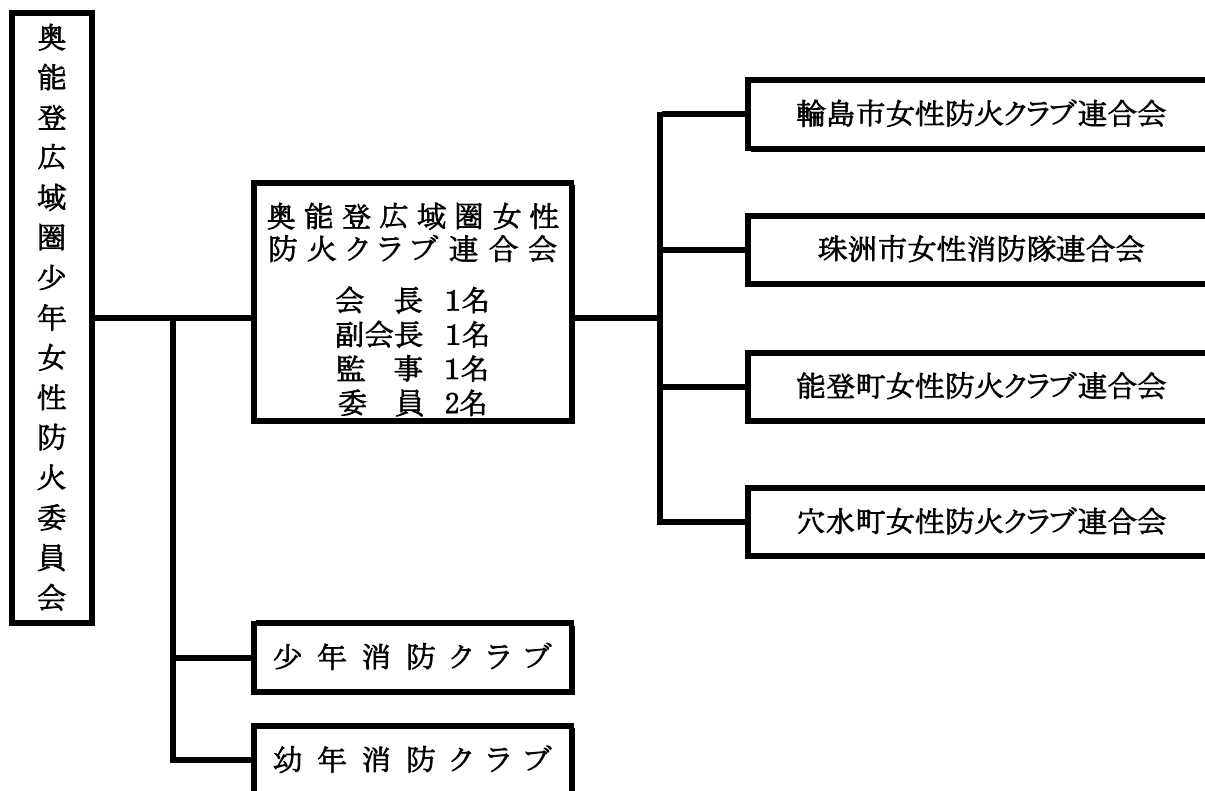 奥能登広域圏少年女性防火委員会
奥能登広域圏女性
防火クラブ連合会
会　長　1名
副会長　1名
監　事　1名
委　員　2名
輪島市女性防火クラブ連合会
珠洲市女性消防隊連合会
能登町女性防火クラブ連合会
穴水町女性防火クラブ連合会
少年消防クラブ
幼年消防クラブ